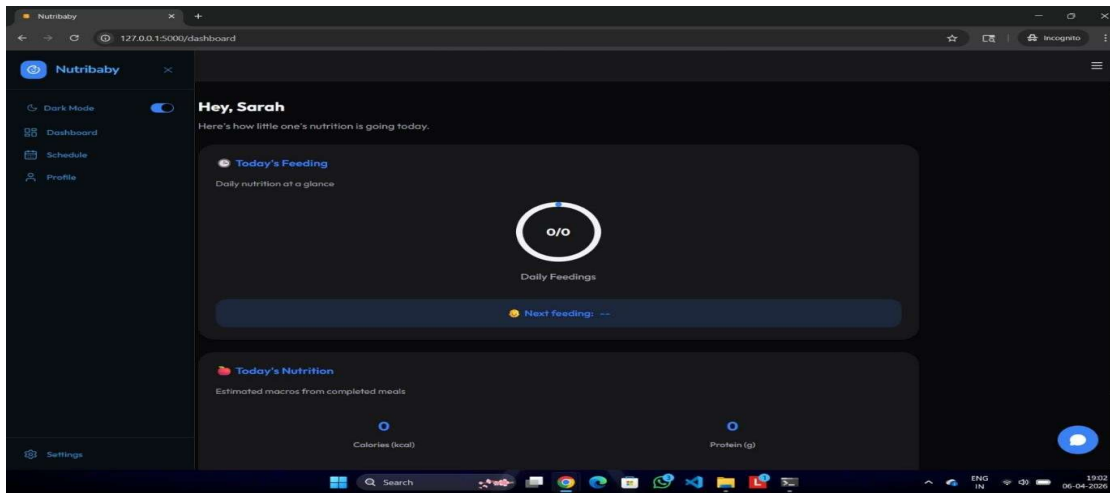 Nutribaby
127.0.0.1:5000/dashboard
Incognito
Nutribaby
Dark Mode
Dashboard
Schedule
Profile
Settings
Hey, Sarah
Here's how little one's nutrition is going today.
Today's Feeding
Daily nutrition at a glance
0/0
Daily Feedings
Next feeding: --
Today's Nutrition
Estimated macros from completed meals
0
Calories (kcal)
0
Protein (g)
Search
ENG
IN
19:02
06-04-2026